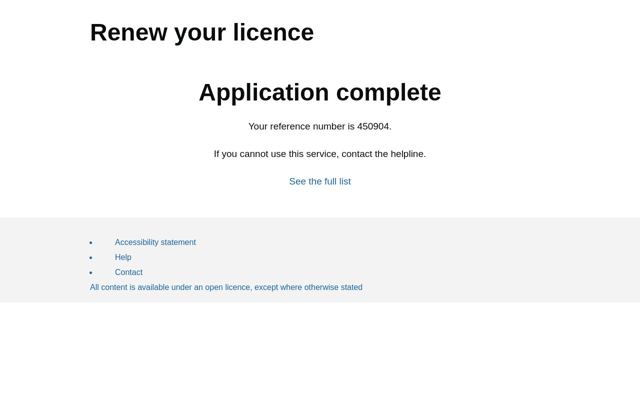 Renew your licence
Application complete
Your reference number is 450904.
If you cannot use this service, contact the helpline.
See the full list
Accessibility statement
Help
Contact
All content is available under an open licence, except where otherwise stated